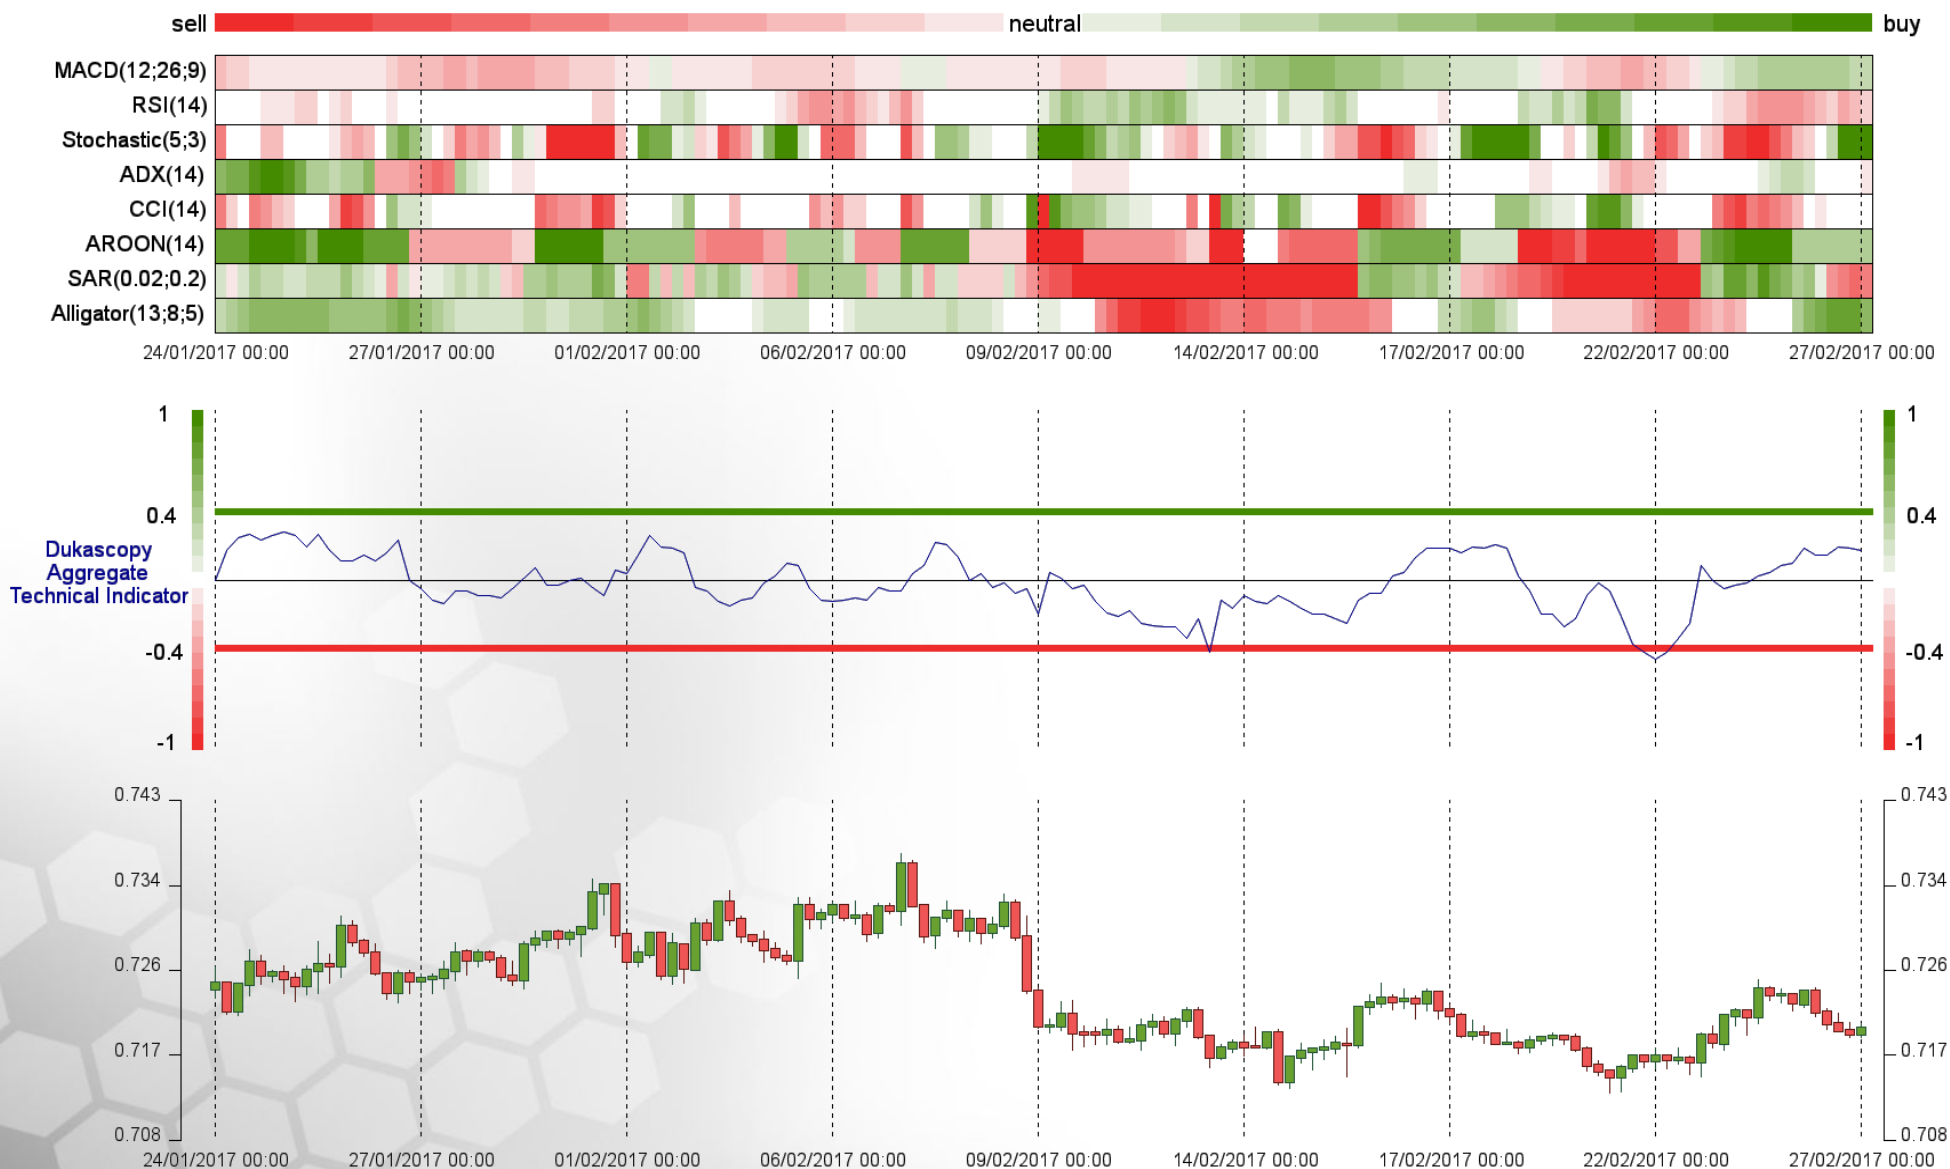 sell neutral buy
MACD(12;26;9)
RSI(14)
Stochastic(5;3)
ADX(14)
CCI(14)
AROON(14)
SAR(0.02;0.2)
Alligator(13;8;5)
24/01/2017 00:00 27/01/2017 00:00 01/02/2017 00:00 06/02/2017 00:00 09/02/2017 00:00 14/02/2017 00:00 17/02/2017 00:00 22/02/2017 00:00 27/02/2017 00:00
1 1
0.4 0.4
Dukascopy
Aggregate
Technical Indicator
-0.4 -0.4
-1 -1
0.743 0.743
0.734 0.734
0.726 0.726
0.717 0.717
0.708 0.708
24/01/2017 00:00 27/01/2017 00:00 01/02/2017 00:00 06/02/2017 00:00 09/02/2017 00:00 14/02/2017 00:00 17/02/2017 00:00 22/02/2017 00:00 27/02/2017 00:00